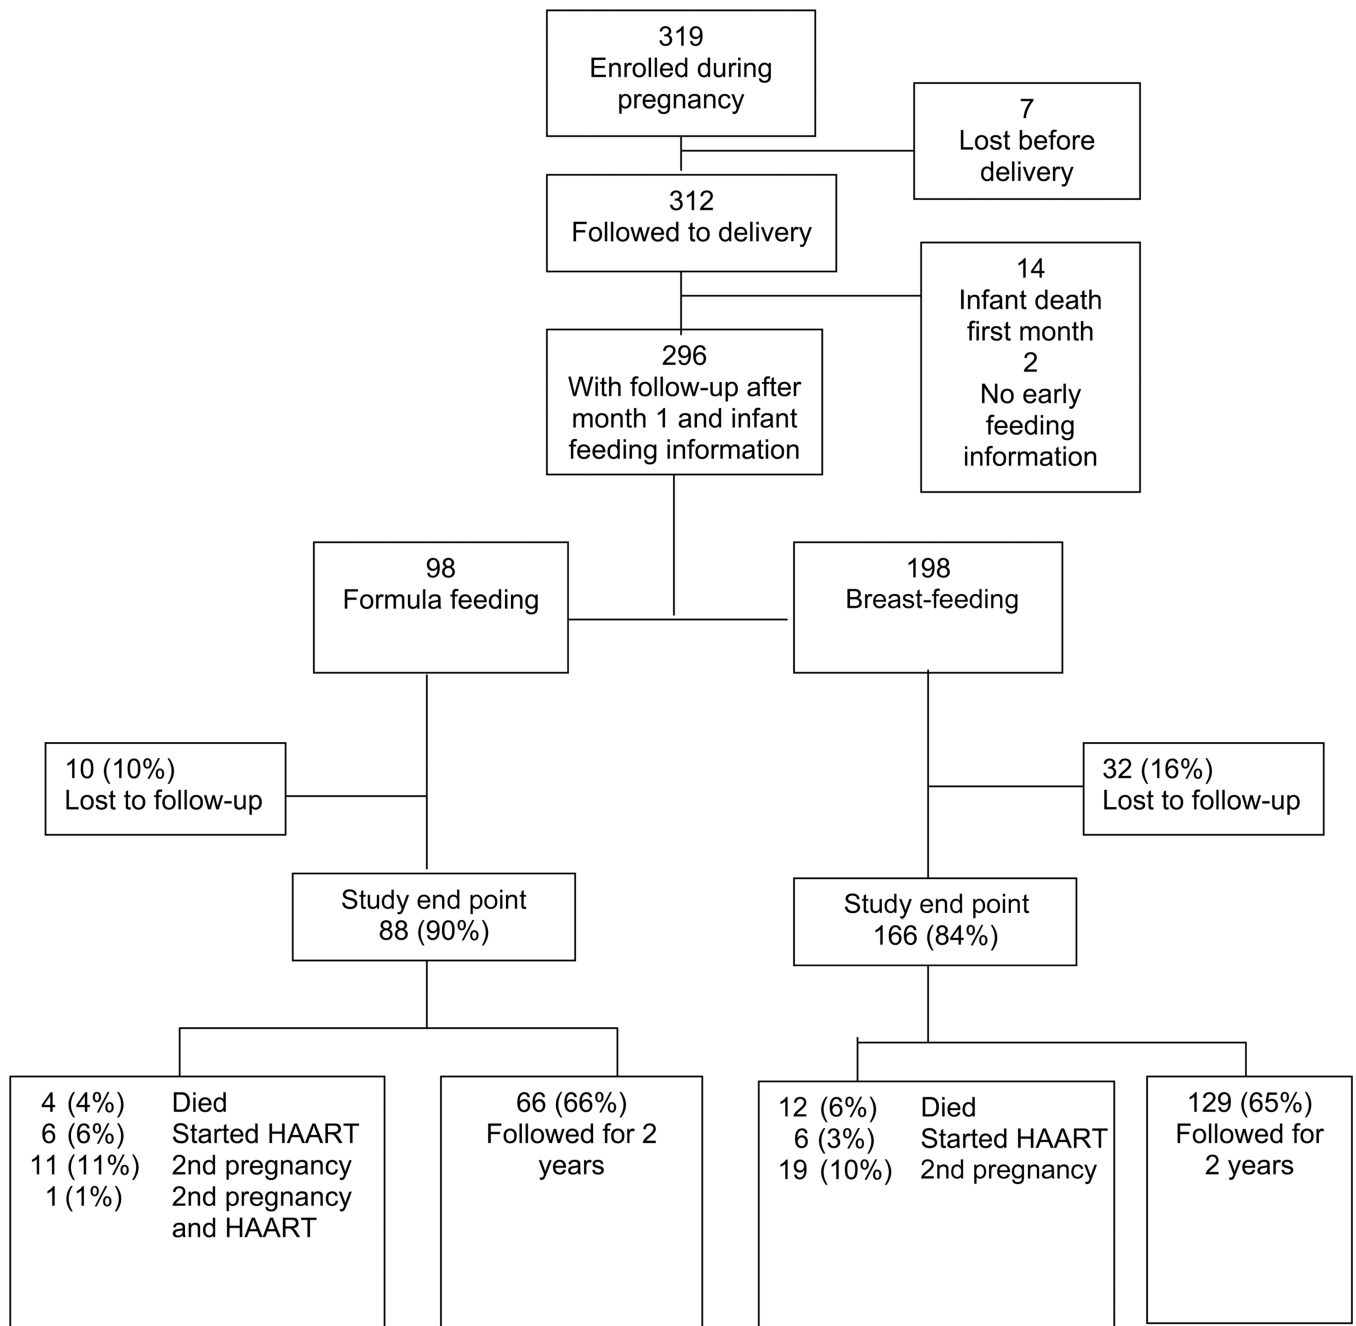 319
Enrolled during
pregnancy
7
Lost before
delivery
312
Followed to delivery
14
Infant death
first month
2
No early
feeding
information
296
With follow-up after
month 1 and infant
feeding information
98
Formula feeding
198
Breast-feeding
10 (10%)
Lost to follow-up
32 (16%)
Lost to follow-up
Study end point
88 (90%)
Study end point
166 (84%)
4 (4%) Died
6 (6%) Started HAART
11 (11%) 2nd pregnancy
1 (1%) 2nd pregnancy
and HAART
66 (66%)
Followed for 2
years
12 (6%) Died
6 (3%) Started HAART
19 (10%) 2nd pregnancy
129 (65%)
Followed for
2 years